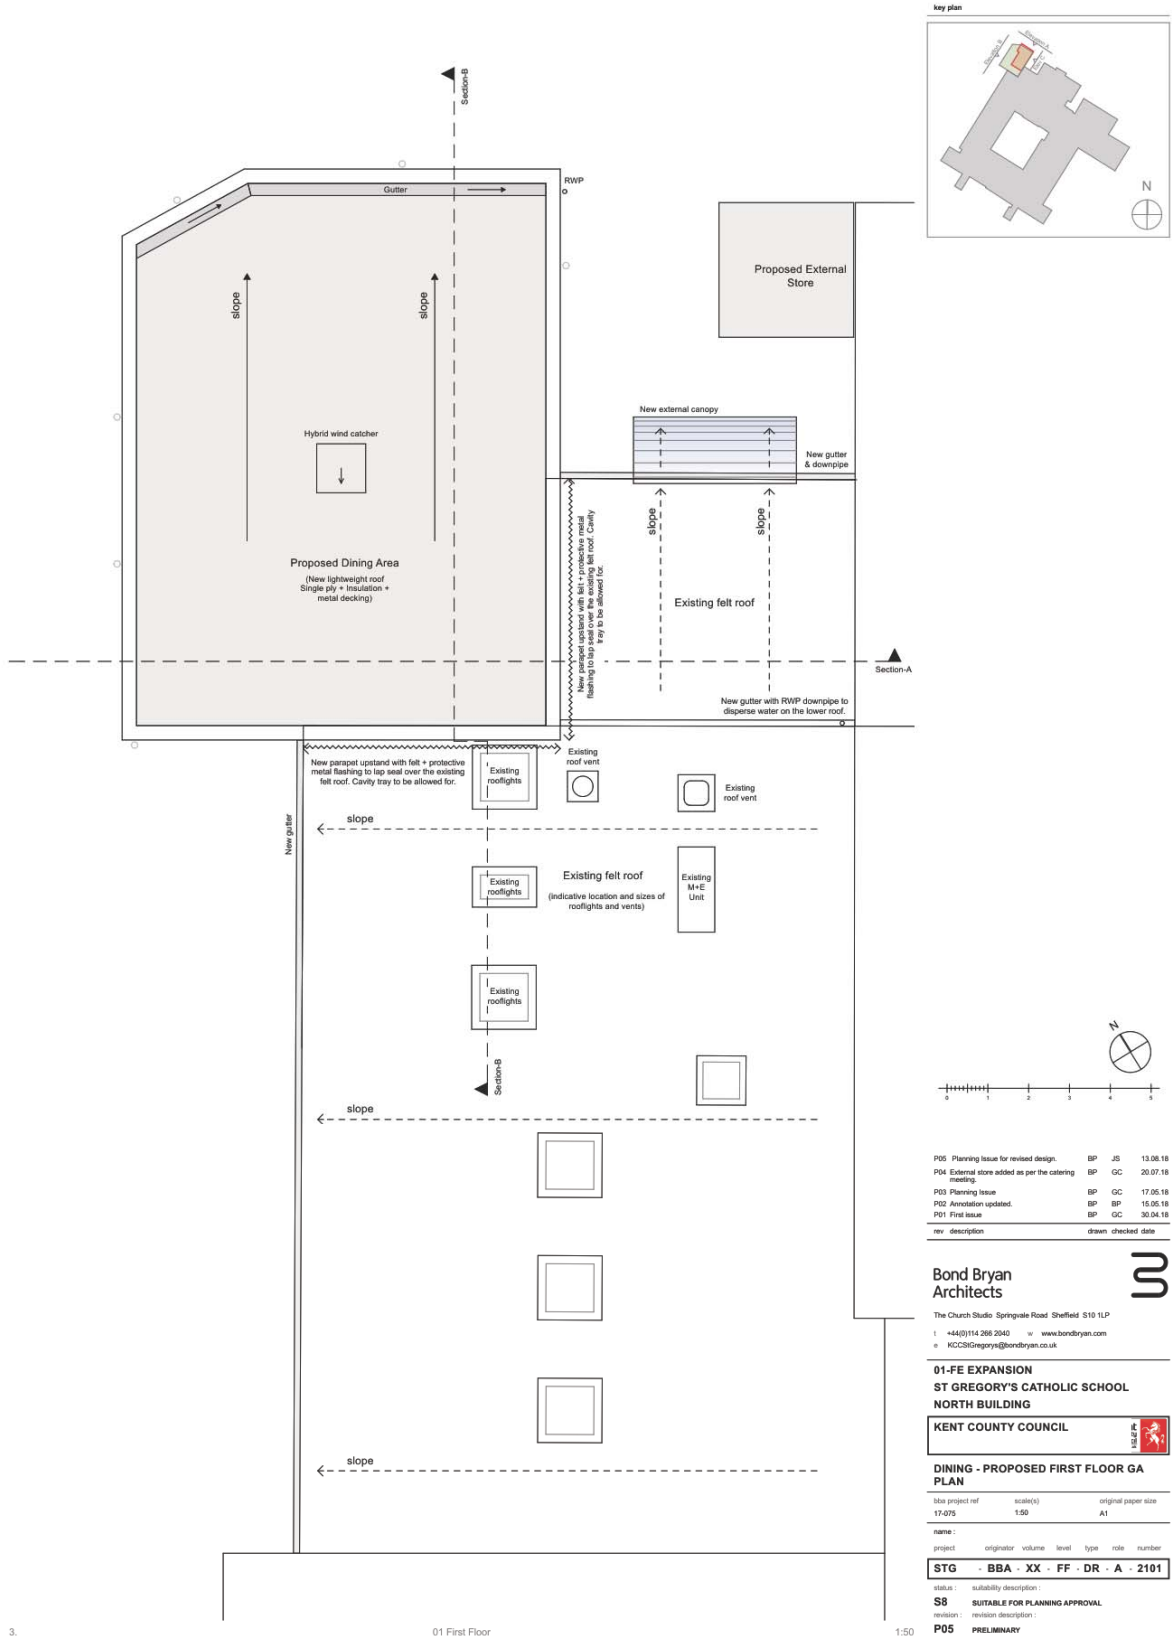 key plan
Elevation A
Elevation B
N
Section-B
Gutter
RWP
slope
slope
Proposed External
Store
Hybrid wind catcher
New external canopy
New gutter
& downpipe
slope
slope
Proposed Dining Area
(New lightweight roof
Single ply + Insulation +
metal decking)
New parapet upstand with felt + protective metal
flashing to lap seal over the existing felt roof. Cavity
tray to be allowed for.
Existing felt roof
Section-A
New gutter with RWP downpipe to
disperse water on the lower roof.
New parapet upstand with felt + protective
metal flashing to lap seal over the existing
felt roof. Cavity tray to be allowed for.
Existing
rooflights
Existing
roof vent
Existing
roof vent
New gutter
slope
Existing
rooflights
Existing felt roof
(indicative location and sizes of
rooflights and vents)
Existing
M+E
Unit
Existing
rooflights
Section-B
slope
slope
N
0 1 2 3 4 5
P05 Planning Issue for revised design. BP JS 13.08.18
P04 External store added as per the catering BP GC 20.07.18
meeting.
P03 Planning Issue BP GC 17.05.18
P02 Annotation updated. BP BP 15.05.18
P01 First issue BP GC 30.04.18
rev description drawn checked date
Bond Bryan
Architects
The Church Studio Springvale Road Sheffield S10 1LP
t +44(0)114 266 2040 w www.bondbryan.com
e KCCStGregorys@bondbryan.co.uk
01-FE EXPANSION
ST GREGORY'S CATHOLIC SCHOOL
NORTH BUILDING
KENT COUNTY COUNCIL
DINING - PROPOSED FIRST FLOOR GA
PLAN
bba project ref scale(s) original paper size
17-075 1:50 A1
name :
project originator volume level type role number
STG - BBA - XX - FF - DR - A - 2101
status : suitability description :
S8 SUITABLE FOR PLANNING APPROVAL
revision : revision description :
P05 PRELIMINARY
3. 01 First Floor 1:50